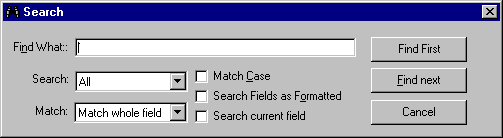 Search
Find What::
Find First
Search: All
Match Case
Find next
Search Fields as Formatted
Match: Match whole field
Search current field
Cancel